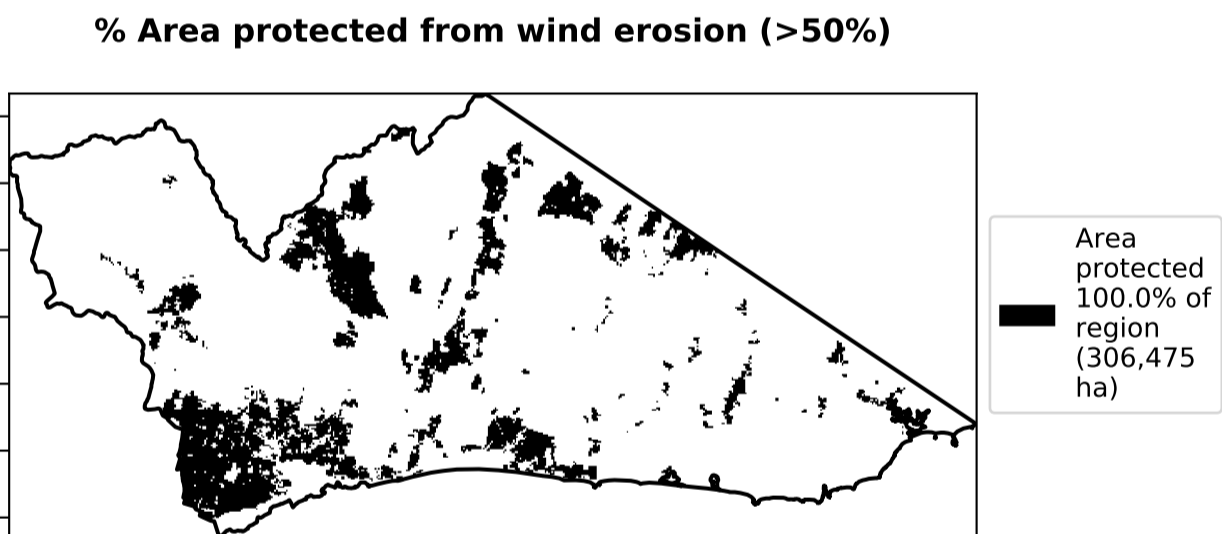 % Area protected from wind erosion (>50%)
Area
protected
100.0% of
region
(306,475
ha)